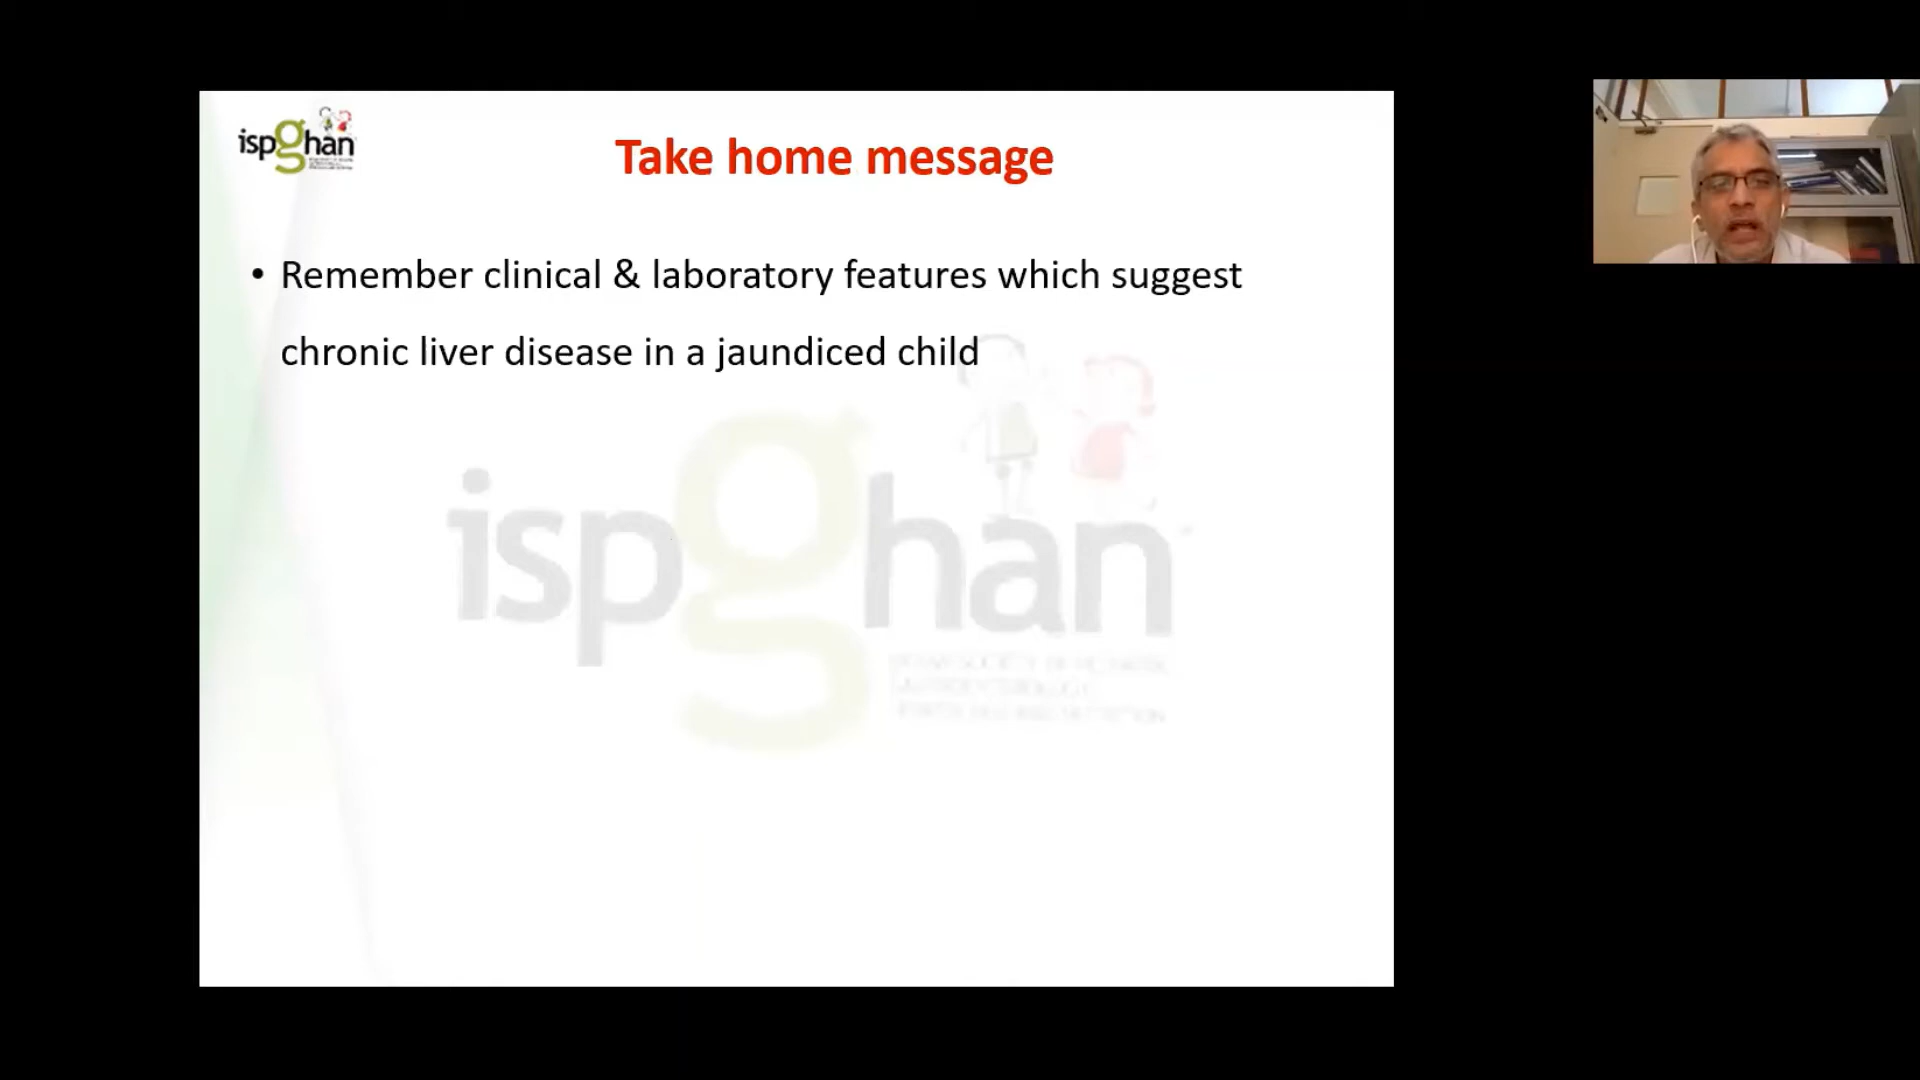 ispghan
Take home message
• Remember clinical & laboratory features which suggest
chronic liver disease in a jaundiced child
ispghan